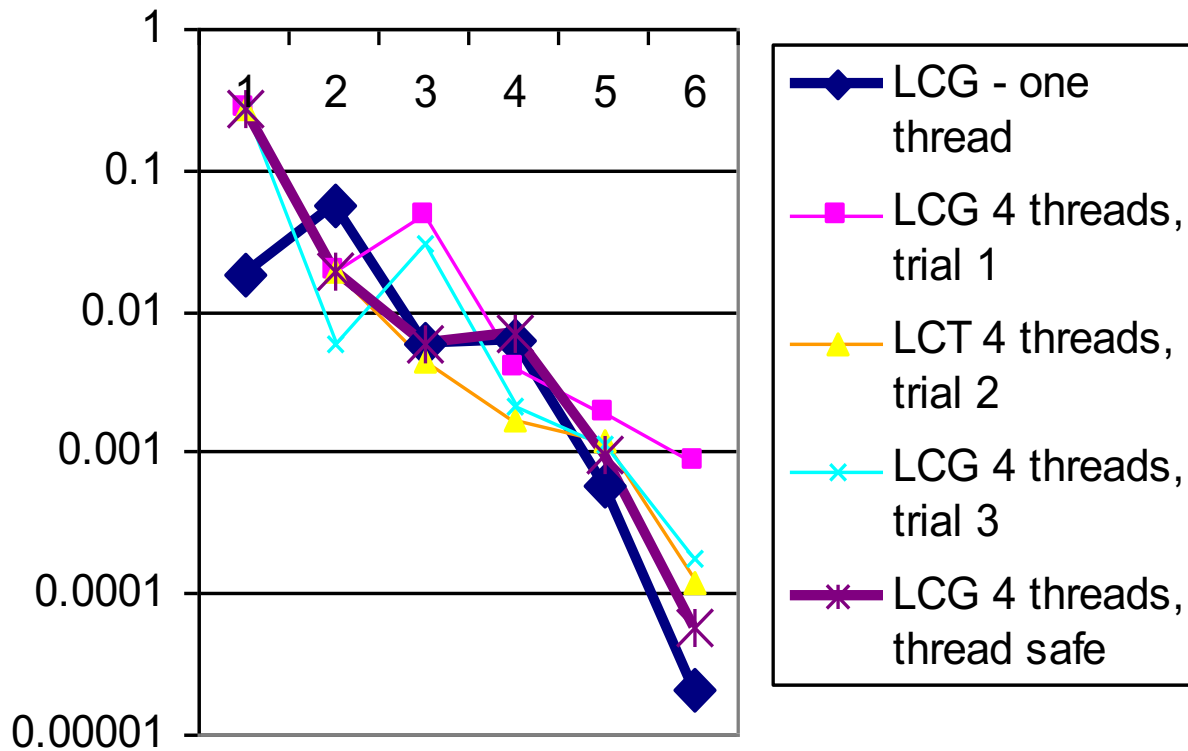 1
0.1
0.01
0.001
0.0001
0.00001
1 2 3 4 5 6
LCG - one
thread
LCG 4 threads,
trial 1
LCT 4 threads,
trial 2
LCG 4 threads,
trial 3
LCG 4 threads,
thread safe